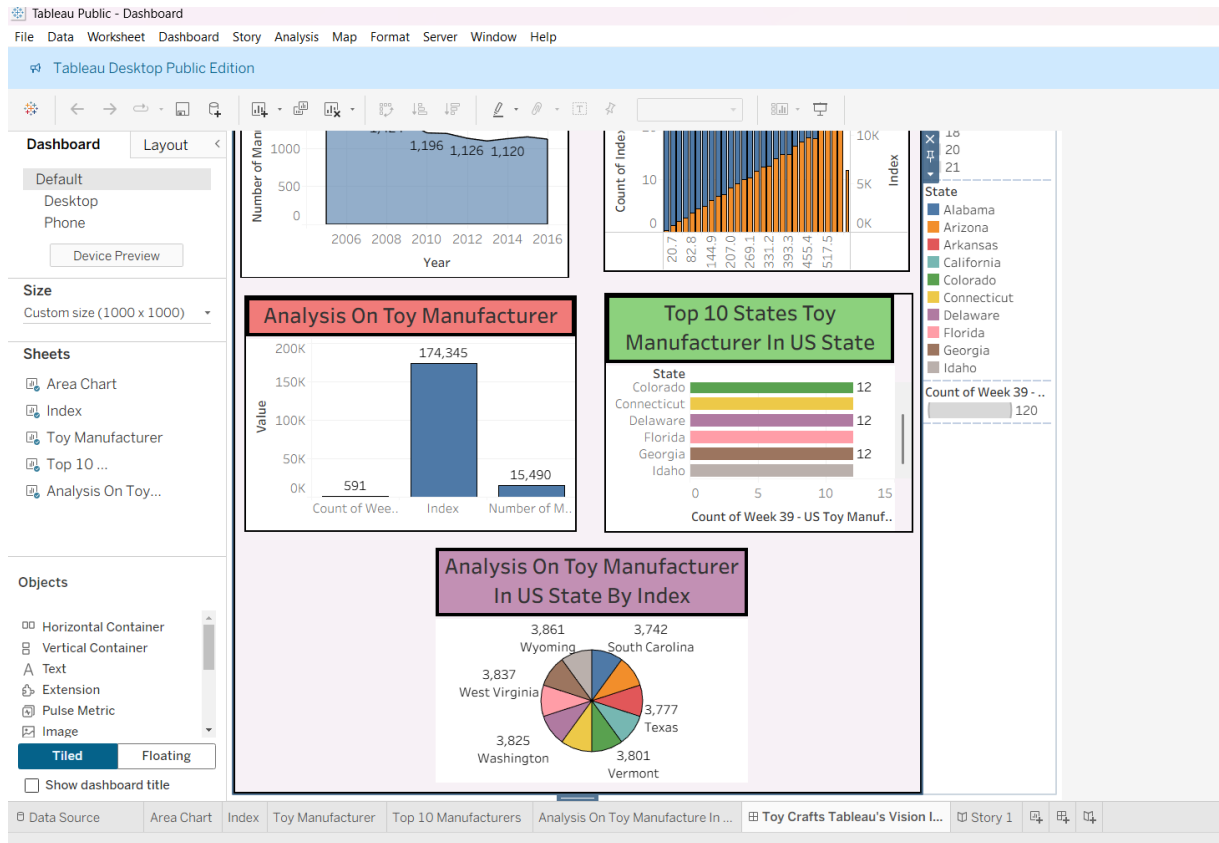 Tableau Public - Dashboard
File Data Worksheet Dashboard Story Analysis Map Format Server Window Help
Tableau Desktop Public Edition
Dashboard Layout
Default
Desktop
Phone
Device Preview
Size
Custom size (1000 x 1000)
Sheets
Area Chart
Index
Toy Manufacturer
Top 10 ...
Analysis On Toy...
Objects
Horizontal Container
Vertical Container
Text
Extension
Pulse Metric
Image
Tiled Floating
Show dashboard title
Number of
1000
500
0
1,196 1,126 1,120
2006 2008 2010 2012 2014 2016
Year
Count of Index
10
0
10K
5K
0K
Index
20.7 82.8 144.9 207.0 269.1 331.2 393.3 455.4 517.5
18
20
21
State
Alabama
Arizona
Arkansas
California
Colorado
Connecticut
Delaware
Florida
Georgia
Idaho
Count of Week 39 - ..
120
Analysis On Toy Manufacturer
Value
200K
150K
100K
50K
0K
591
174,345
15,490
Count of Wee.. Index Number of M..
Top 10 States Toy
Manufacturer In US State
State
Colorado 12
Connecticut
Delaware 12
Florida
Georgia 12
Idaho
0 5 10 15
Count of Week 39 - US Toy Manuf..
Analysis On Toy Manufacturer
In US State By Index
3,861
Wyoming
3,742
South Carolina
3,837
West Virginia
3,777
Texas
3,825
Washington
3,801
Vermont
Data Source Area Chart Index Toy Manufacturer Top 10 Manufacturers Analysis On Toy Manufacture In ... Toy Crafts Tableau's Vision I... Story 1